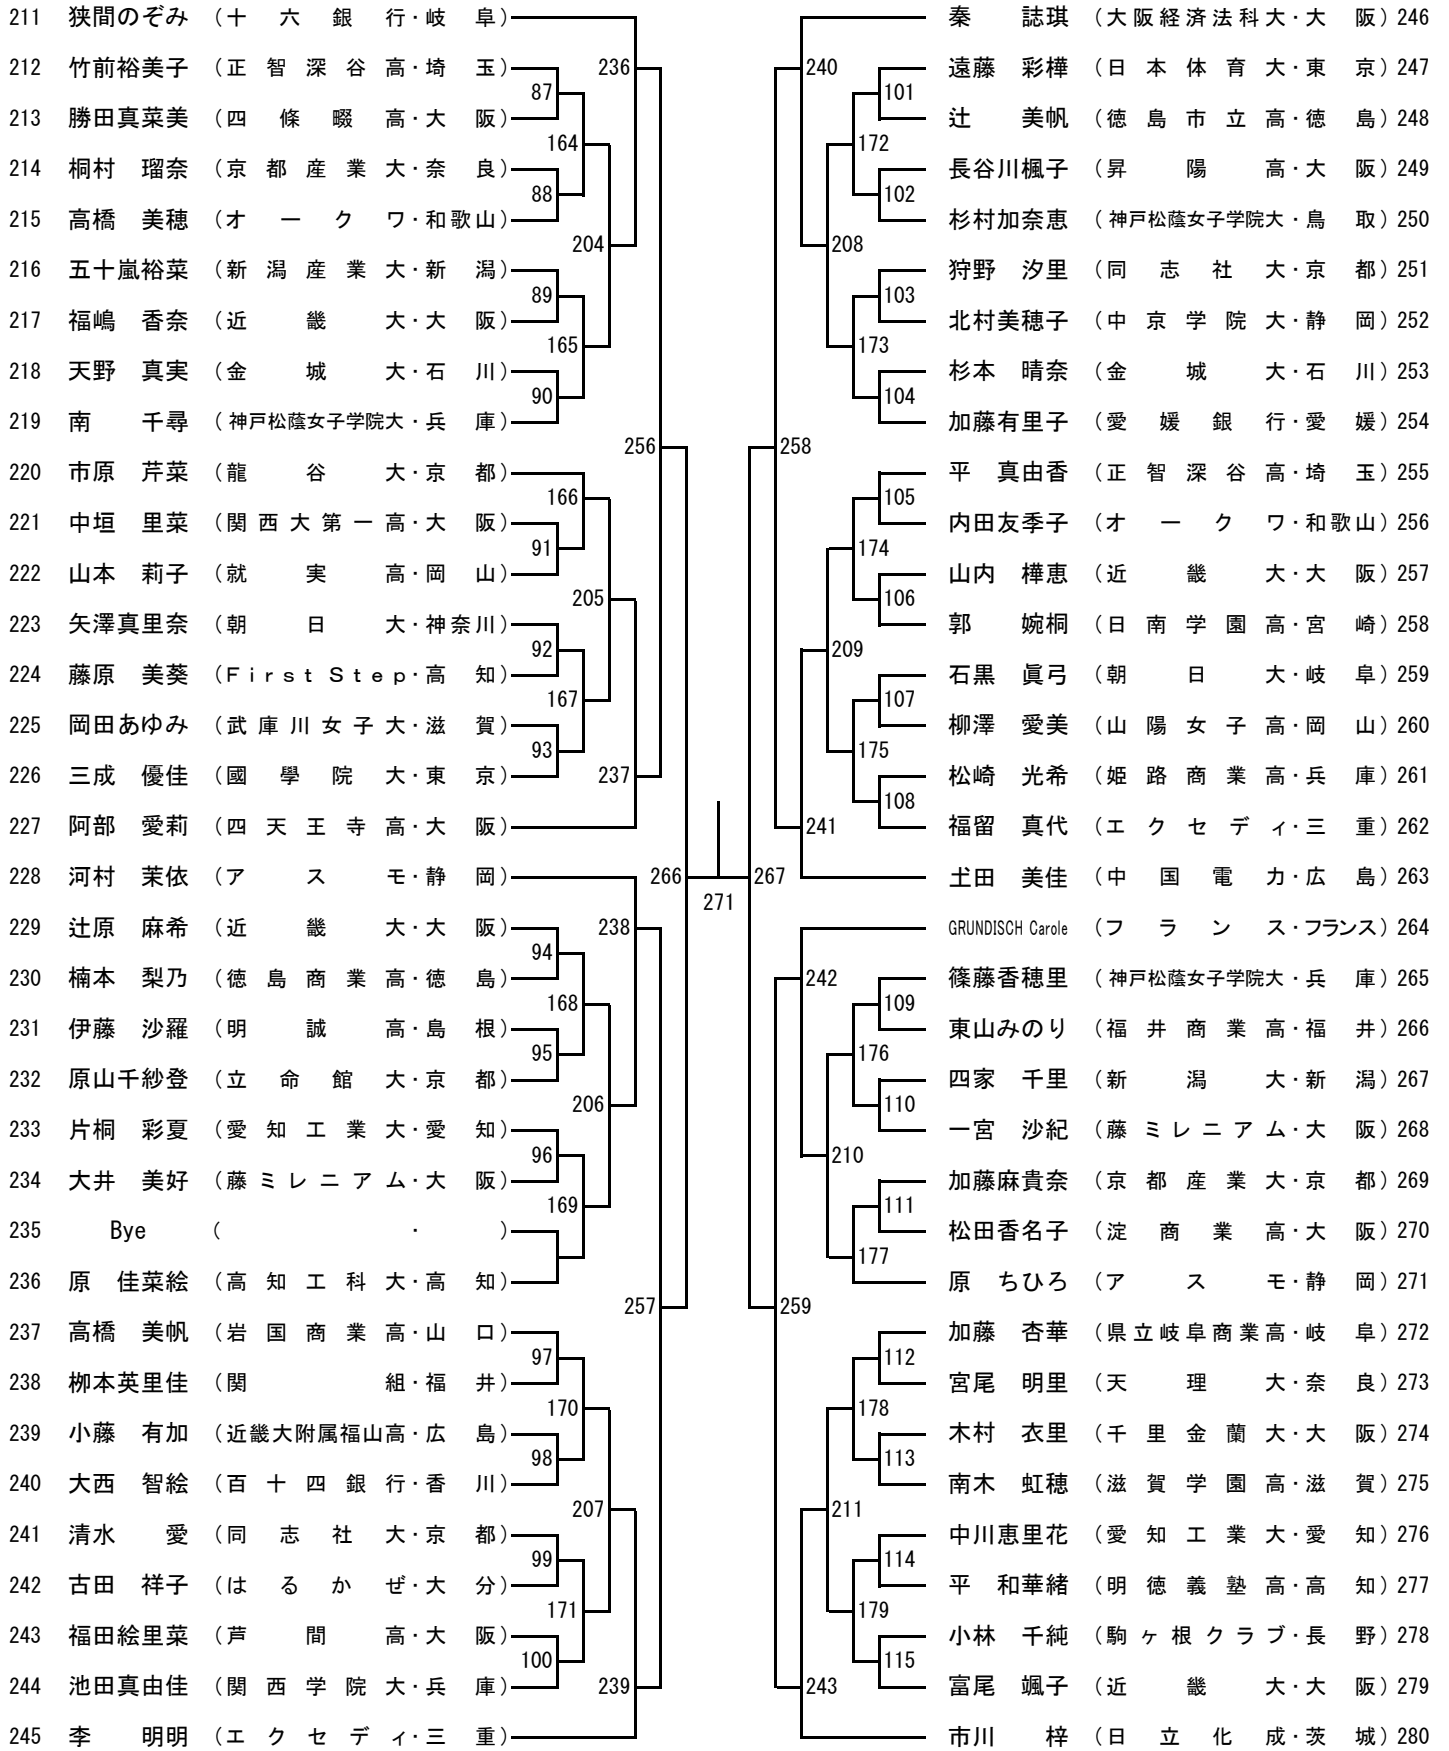 211 狭間のぞみ （十六銀行・岐阜）
212 竹前裕美子 （正智深谷高・埼玉）
213 勝田真菜美 （四條畷高・大阪）
214 桐村 瑠奈 （京都産業大・奈良）
215 高橋 美穂 （オークワ・和歌山）
216 五十嵐裕菜 （新潟産業大・新潟）
217 福嶋 香奈 （近畿大・大阪）
218 天野 真実 （金城大・石川）
219 南 千尋 （神戸松蔭女子学院大・兵庫）
220 市原 芹菜 （龍谷大・京都）
221 中垣 里菜 （関西大第一高・大阪）
222 山本 莉子 （就実高・岡山）
223 矢澤真里奈 （朝日大・神奈川）
224 藤原 美葵 （First Step・高知）
225 岡田あゆみ （武庫川女子大・滋賀）
226 三成 優佳 （國學院大・東京）
227 阿部 愛莉 （四天王寺高・大阪）
228 河村 茉依 （アスモ・静岡）
229 辻原 麻希 （近畿大・大阪）
230 楠本 梨乃 （徳島商業高・徳島）
231 伊藤 沙羅 （明誠高・島根）
232 原山千紗登 （立命館大・京都）
233 片桐 彩夏 （愛知工業大・愛知）
234 大井 美好 （藤ミレニアム・大阪）
235 Bye （ ・ ）
236 原 佳菜絵 （高知工科大・高知）
237 高橋 美帆 （岩国商業高・山口）
238 栁本英里佳 （関組・福井）
239 小藤 有加 （近畿大附属福山高・広島）
240 大西 智絵 （百十四銀行・香川）
241 清水 愛 （同志社大・京都）
242 古田 祥子 （はるかぜ・大分）
243 福田絵里菜 （芦間高・大阪）
244 池田真由佳 （関西学院大・兵庫）
245 李 明明 （エクセディ・三重）
87
88
89
90
91
92
93
94
95
96
97
98
99
100
164
165
166
167
168
169
170
171
204
205
206
207
236
237
238
239
256
257
266
271
267
258
259
240
241
242
243
208
209
210
211
172
173
174
175
176
177
178
179
101
102
103
104
105
106
107
108
109
110
111
112
113
114
115
秦 誌琪 （大阪経済法科大・大阪） 246
遠藤 彩樺 （日本体育大・東京） 247
辻 美帆 （徳島市立高・徳島） 248
長谷川楓子 （昇陽高・大阪） 249
杉村加奈恵 （神戸松蔭女子学院大・鳥取） 250
狩野 汐里 （同志社大・京都） 251
北村美穂子 （中京学院大・静岡） 252
杉本 晴奈 （金城大・石川） 253
加藤有里子 （愛媛銀行・愛媛） 254
平 真由香 （正智深谷高・埼玉） 255
内田友季子 （オークワ・和歌山） 256
山内 樺恵 （近畿大・大阪） 257
郭 婉桐 （日南学園高・宮崎） 258
石黒 眞弓 （朝日大・岐阜） 259
柳澤 愛美 （山陽女子高・岡山） 260
松崎 光希 （姫路商業高・兵庫） 261
福留 真代 （エクセディ・三重） 262
土田 美佳 （中国電力・広島） 263
GRUNDISCH Carole （フランス・フランス） 264
篠藤香穂里 （神戸松蔭女子学院大・兵庫） 265
東山みのり （福井商業高・福井） 266
四家 千里 （新潟大・新潟） 267
一宮 沙紀 （藤ミレニアム・大阪） 268
加藤麻貴奈 （京都産業大・京都） 269
松田香名子 （淀商業高・大阪） 270
原 ちひろ （アスモ・静岡） 271
加藤 杏華 （県立岐阜商業高・岐阜） 272
宮尾 明里 （天理大・奈良） 273
木村 衣里 （千里金蘭大・大阪） 274
南木 虹穂 （滋賀学園高・滋賀） 275
中川恵里花 （愛知工業大・愛知） 276
平 和華緒 （明徳義塾高・高知） 277
小林 千純 （駒ヶ根クラブ・長野） 278
富尾 颯子 （近畿大・大阪） 279
市川 梓 （日立化成・茨城） 280